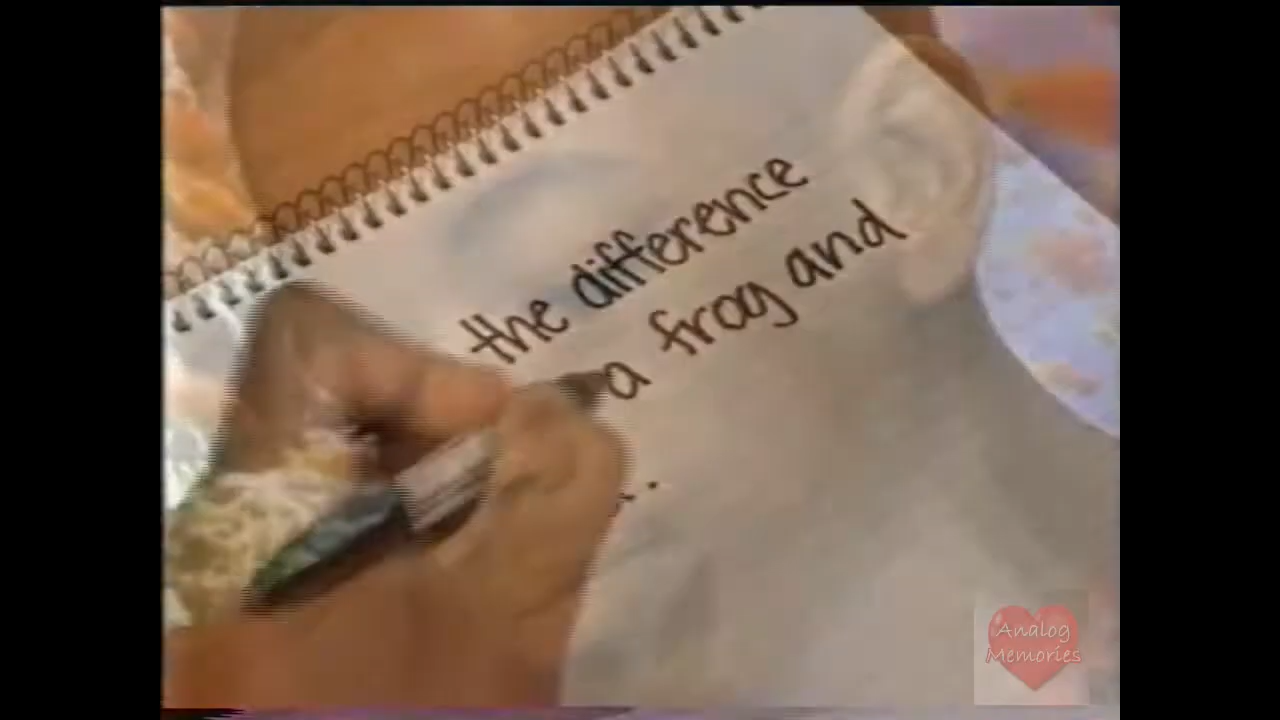 the difference
a frog and
Analog
Memories